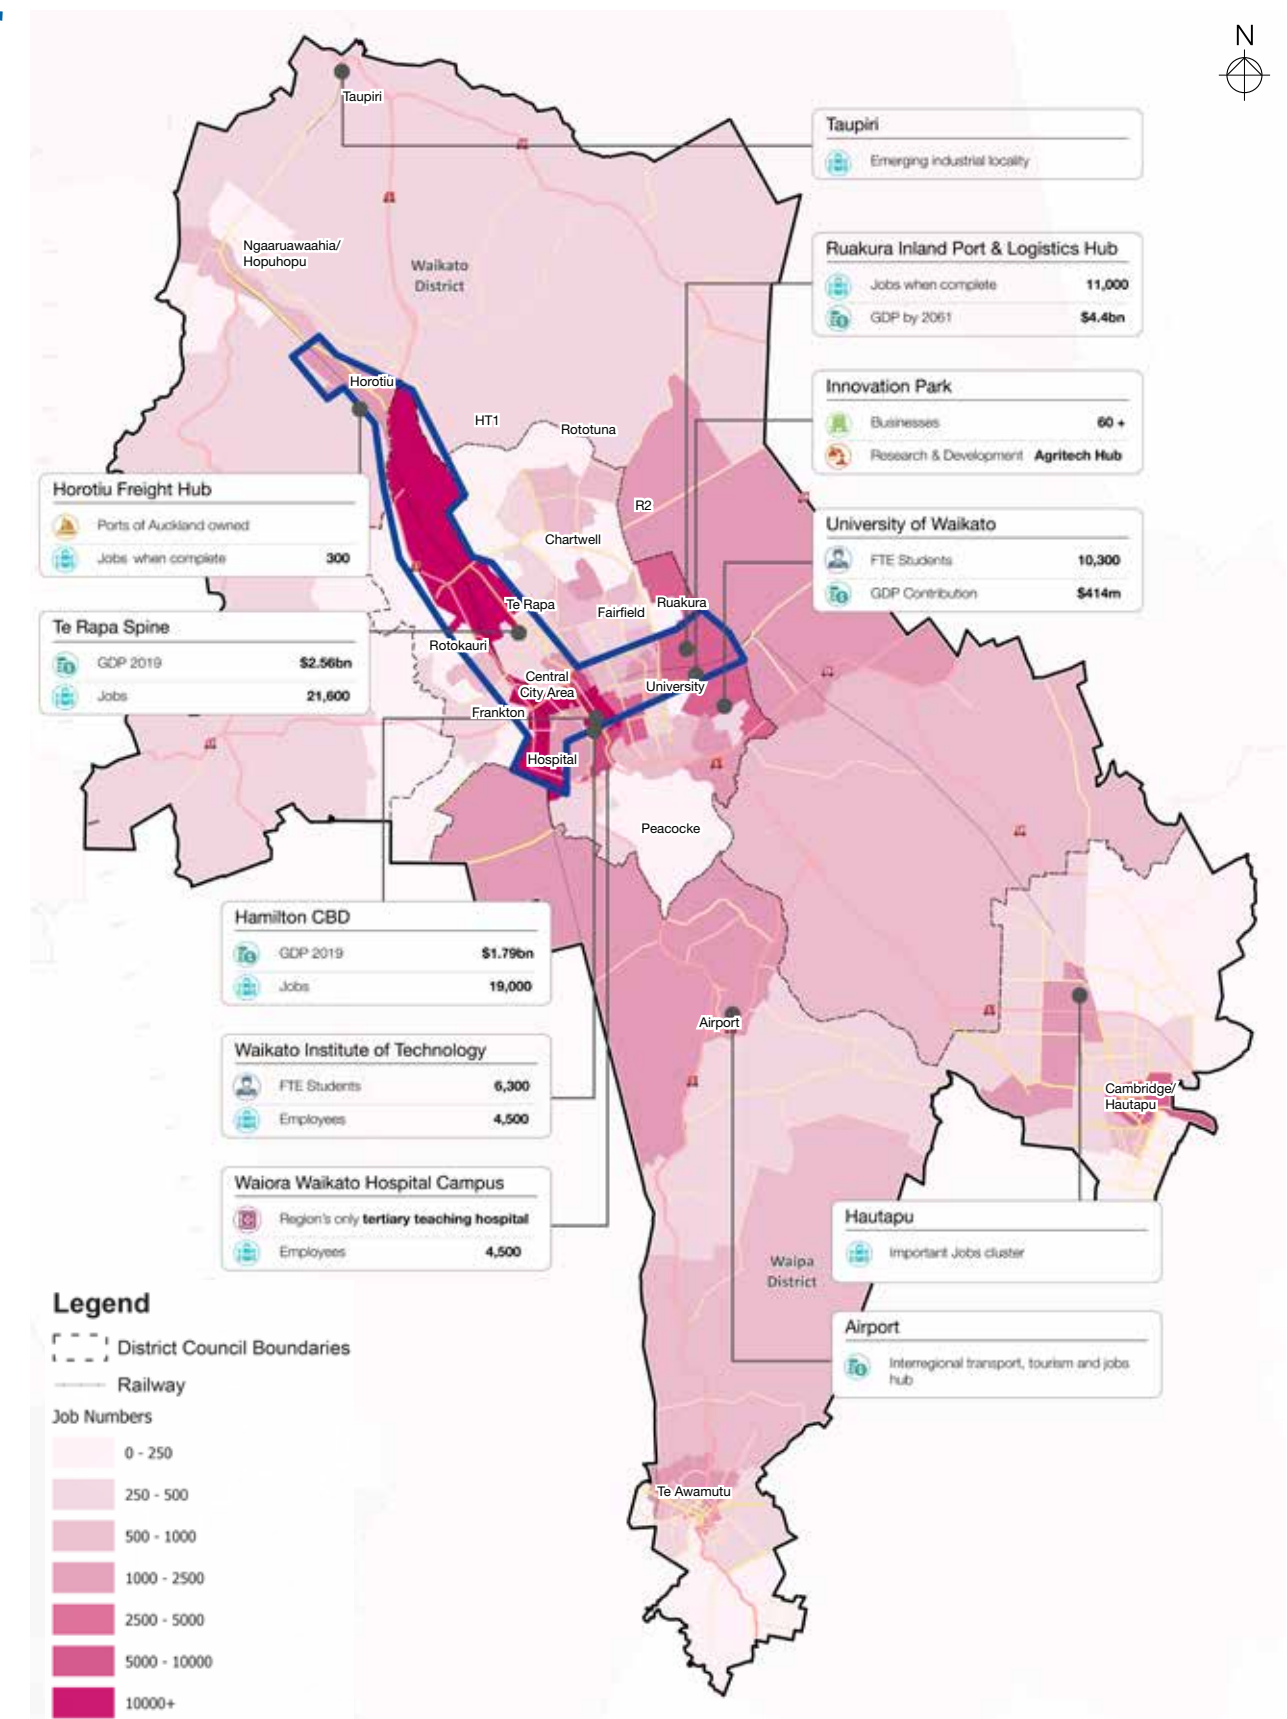 N
Taupiri
Taupiri
Emerging industrial locality
Ngaaruawaahia/
Hopuhopu
Waikato
District
Ruakura Inland Port & Logistics Hub
Jobs when complete 11,000
GDP by 2061 $4.4bn
Horotiu
HT1
Rototuna
Innovation Park
Businesses 60 +
Research & Development Agritech Hub
R2
Chartwell
Horotiu Freight Hub
Ports of Auckland owned
Jobs when complete 300
University of Waikato
FTE Students 10,300
GDP Contribution $414m
Te Rapa
Fairfield
Ruakura
Te Rapa Spine
GDP 2019 $2.56bn
Jobs 21,600
Rotokauri
Central
City Area
University
Frankton
Hospital
Peacocke
Hamilton CBD
GDP 2019 $1.79bn
Jobs 19,000
Airport
Waikato Institute of Technology
FTE Students 6,300
Employees 4,500
Cambridge/
Hautapu
Waiora Waikato Hospital Campus
Region's only tertiary teaching hospital
Employees 4,500
Hautapu
Important Jobs cluster
Waipa
District
Airport
Interregional transport, tourism and jobs
hub
Te Awamutu
Legend
District Council Boundaries
Railway
Job Numbers
0 - 250
250 - 500
500 - 1000
1000 - 2500
2500 - 5000
5000 - 10000
10000+